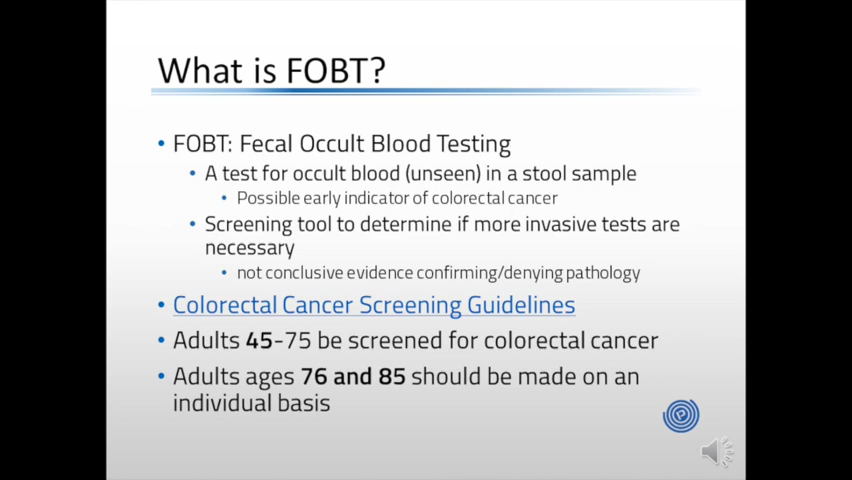 What is FOBT?
• FOBT: Fecal Occult Blood Testing
• A test for occult blood (unseen) in a stool sample
• Possible early indicator of colorectal cancer
• Screening tool to determine if more invasive tests are
necessary
• not conclusive evidence confirming/denying pathology
• Colorectal Cancer Screening Guidelines
• Adults 45-75 be screened for colorectal cancer
• Adults ages 76 and 85 should be made on an
individual basis
P